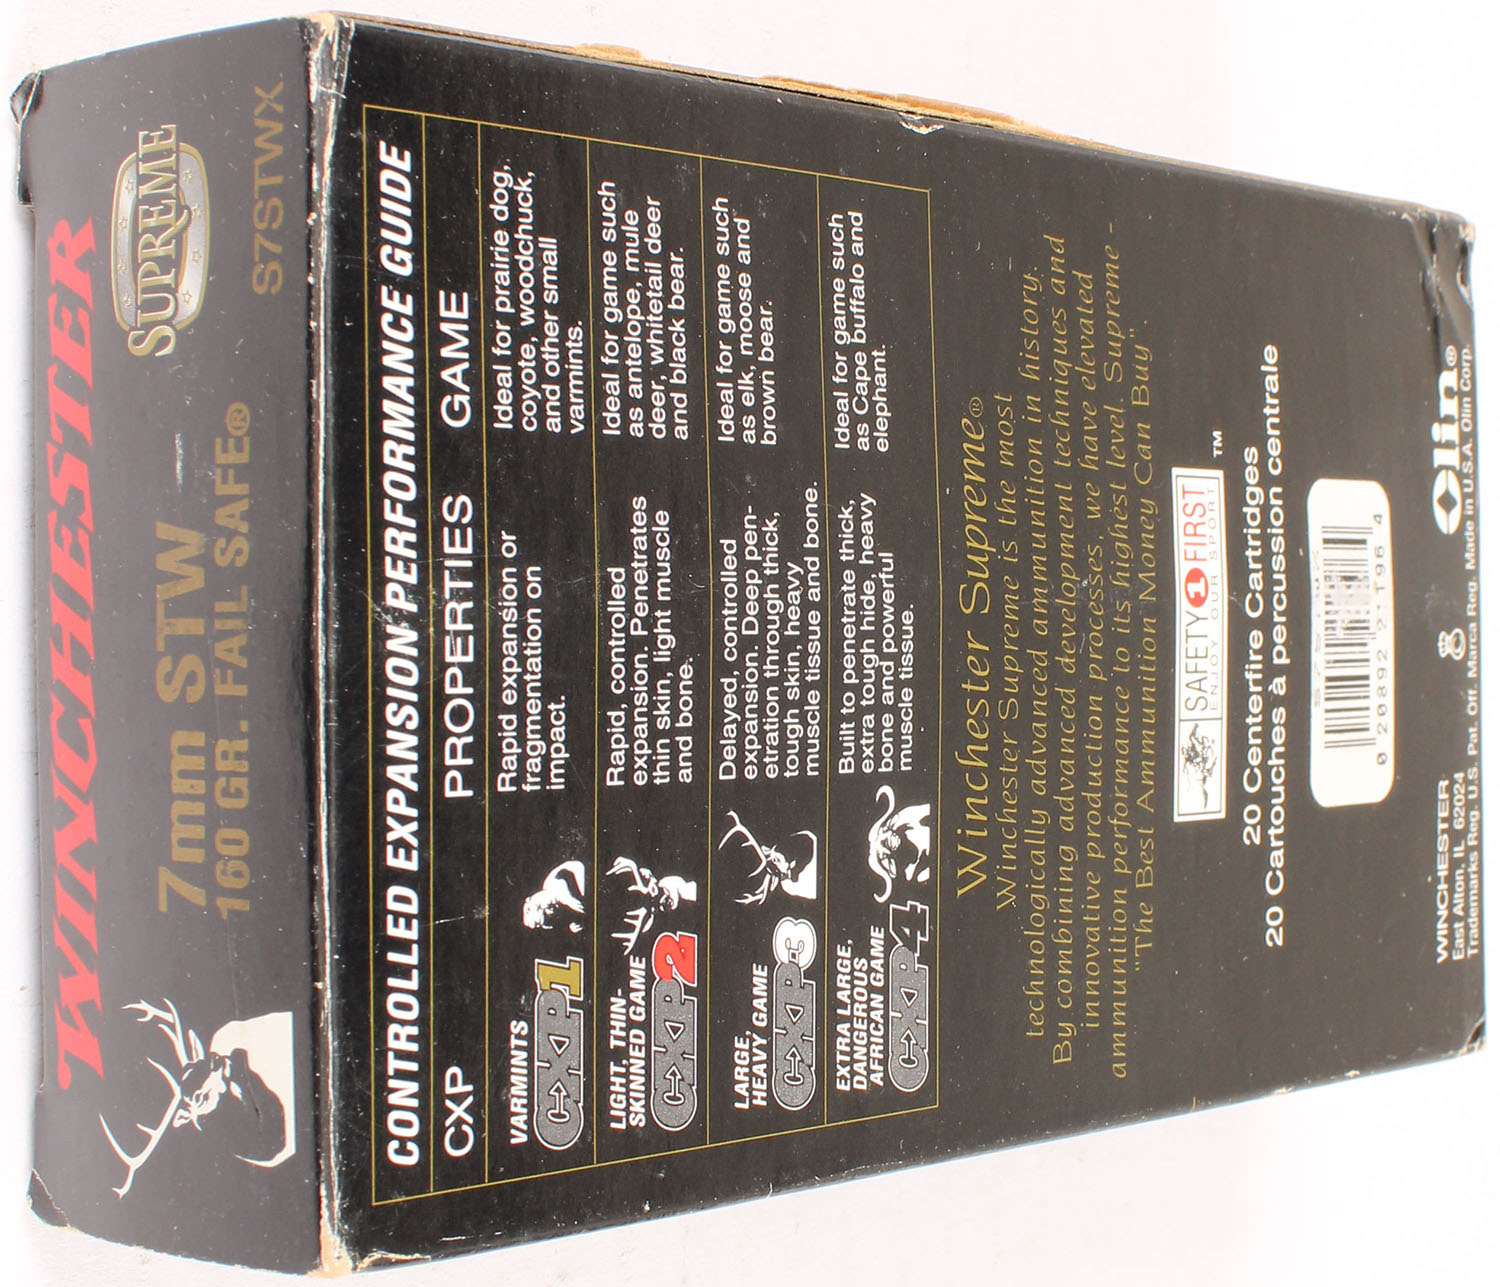 WINCHESTER
SUPREME
7mm STW
160 GR. FAIL SAFE®
S7STWX
CONTROLLED EXPANSION PERFORMANCE GUIDE
CXP PROPERTIES GAME
VARMINTS
CXP1
Rapid expansion or
fragmentation on
impact.
Ideal for prairie dog,
coyote, woodchuck,
and other small
varmints.
LIGHT, THIN-
SKINNED GAME
CXP2
Rapid, controlled
expansion. Penetrates
thin skin, light muscle
and bone.
Ideal for game such
as antelope, mule
deer, whitetail deer
and black bear.
LARGE,
HEAVY GAME
CXP3
Delayed, controlled
expansion. Deep pen-
etration through thick,
tough skin, heavy
muscle tissue and bone.
Ideal for game such
as elk, moose and
brown bear.
EXTRA LARGE,
DANGEROUS
AFRICAN GAME
CXP4
Built to penetrate thick,
extra tough hide, heavy
bone and powerful
muscle tissue.
Ideal for game such
as Cape buffalo and
elephant.
Winchester Supreme®
Winchester Supreme is the most
technologically advanced ammunition in history.
By combining advanced development techniques and
innovative production processes, we have elevated
ammunition performance to its highest level. Supreme -
"The Best Ammunition Money Can Buy".
SAFETY 1 FIRST ™
ENJOY OUR SPORT
20 Centerfire Cartridges
20 Cartouches à percussion centrale
0 20892 21196 4
WINCHESTER
East Alton, IL 62024
Olin®
Trademarks Reg. U.S. Pat. Off. Marca Reg. Made in U.S.A. Olin Corp.